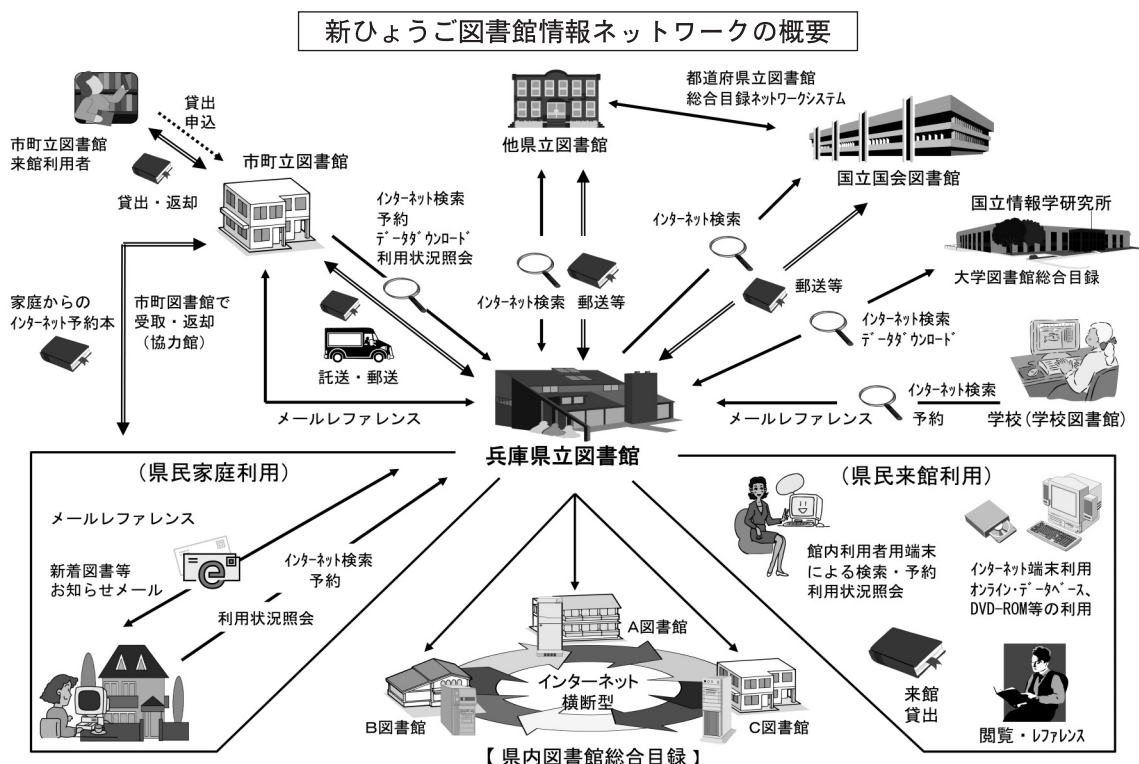 新ひょうご図書館情報ネットワークの概要
市町立図書館
来館利用者
貸出
申込
貸出・返却
市町立図書館
他県立図書館
都道府県立図書館
総合目録ネットワークシステム
国立国会図書館
国立情報学研究所
大学図書館総合目録
インターネット検索
予約
データダウンロード
利用状況照会
インターネット検索
郵送等
インターネット検索
郵送等
インターネット検索
データダウンロード
家庭からの
インターネット予約本
市町図書館で
受取・返却
(協力館)
託送・郵送
メールレファレンス
メールレファレンス
インターネット検索
予約
学校(学校図書館)
兵庫県立図書館
(県民家庭利用)
メールレファレンス
e
新着図書等
お知らせメール
インターネット検索
予約
利用状況照会
(県民来館利用)
館内利用者用端末
による検索・予約
利用状況照会
インターネット端末利用
オンライン・データベース、
DVD-ROM等の利用
来館
貸出
閲覧・レファレンス
A図書館
B図書館
C図書館
インターネット
横断型
【 県内図書館総合目録 】